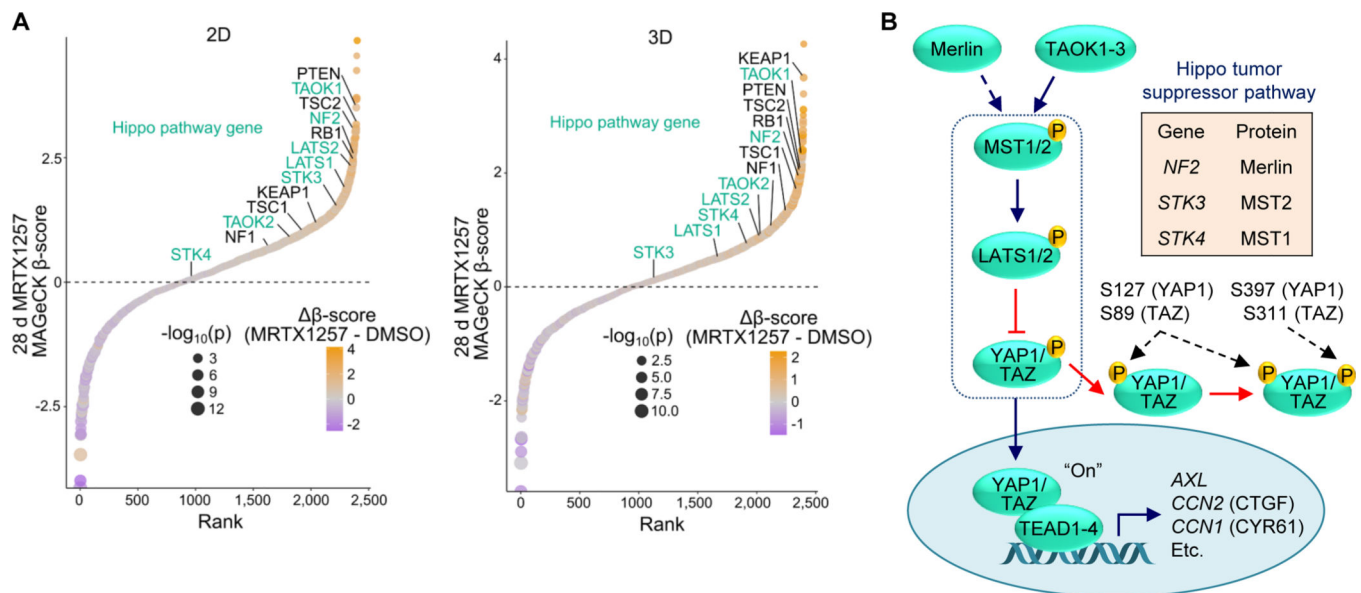 A
2D
28 d MRTX1257
MAGeCK β-score
2.5
0
-2.5
0
500
1,000
1,500
2,000
2,500
Rank
Hippo pathway gene
PTEN
TAOK1
TSC2
NF2
RB1
LATS2
LATS1
STK3
KEAP1
TSC1
TAOK2
NF1
STK4
-log10(p)
3
6
9
12
Δβ-score
(MRTX1257 - DMSO)
4
2
0
-2
3D
28 d MRTX1257
MAGeCK β-score
4
2
0
-2
0
500
1,000
1,500
2,000
2,500
Rank
Hippo pathway gene
KEAP1
TAOK1
PTEN
TSC2
RB1
NF2
TSC1
NF1
TAOK2
LATS2
STK4
LATS1
STK3
-log10(p)
2.5
5.0
7.5
10.0
Δβ-score
(MRTX1257 - DMSO)
2
1
0
-1
B
Merlin
TAOK1-3
P
MST1/2
P
LATS1/2
P
YAP1/
TAZ
Hippo tumor
suppressor pathway
Gene Protein
NF2 Merlin
STK3 MST2
STK4 MST1
S127 (YAP1)
S89 (TAZ)
S397 (YAP1)
S311 (TAZ)
P
YAP1/
TAZ
P
P
YAP1/
TAZ
"On"
YAP1/
TAZ
TEAD1-4
AXL
CCN2 (CTGF)
CCN1 (CYR61)
Etc.